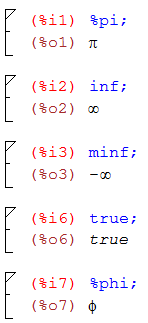 (%i1) %pi;
(%o1) π
(%i2) inf;
(%o2) ∞
(%i3) minf;
(%o3) -∞
(%i6) true;
(%o6) true
(%i7) %phi;
(%o7) ϕ